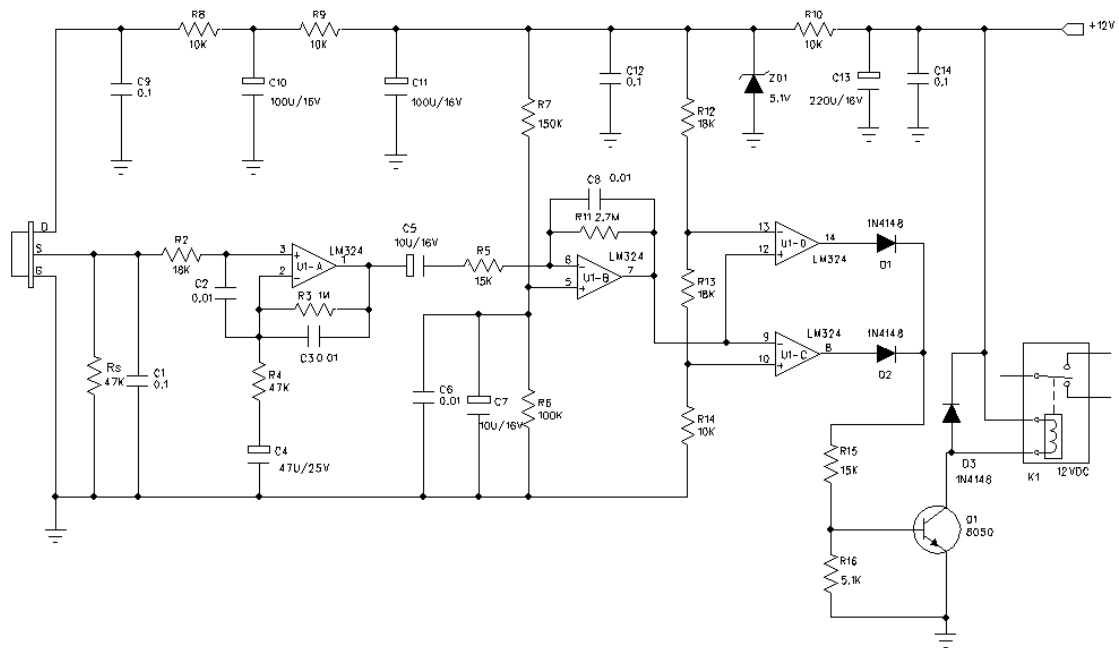 R8
10K
R9
10K
R10
10K
+12V
C9
0.1
C10
100U/16V
C11
100U/16V
C12
0.1
ZD1
5.1V
C13
220U/16V
C14
0.1
R7
150K
R12
18K
C8 0.01
R11 2.7M
D
S
G
R2
18K
C2
0.01
3
2
+
-
U1-A
LM324
1
R3 1M
C3 0.01
C5
10U/16V
R5
15K
6
5
-
+
U1-B
LM324
7
13
12
-
+
U1-D
14
LM324
1N4148
D1
R13
18K
9
10
-
+
U1-C
LM324
8
1N4148
D2
Rs
47K
C1
0.1
R4
47K
C4
47U/25V
C6
0.01
C7
10U/16V
R6
100K
R14
10K
R15
15K
D3
1N4148
K1
12VDC
Q1
8050
R16
5.1K